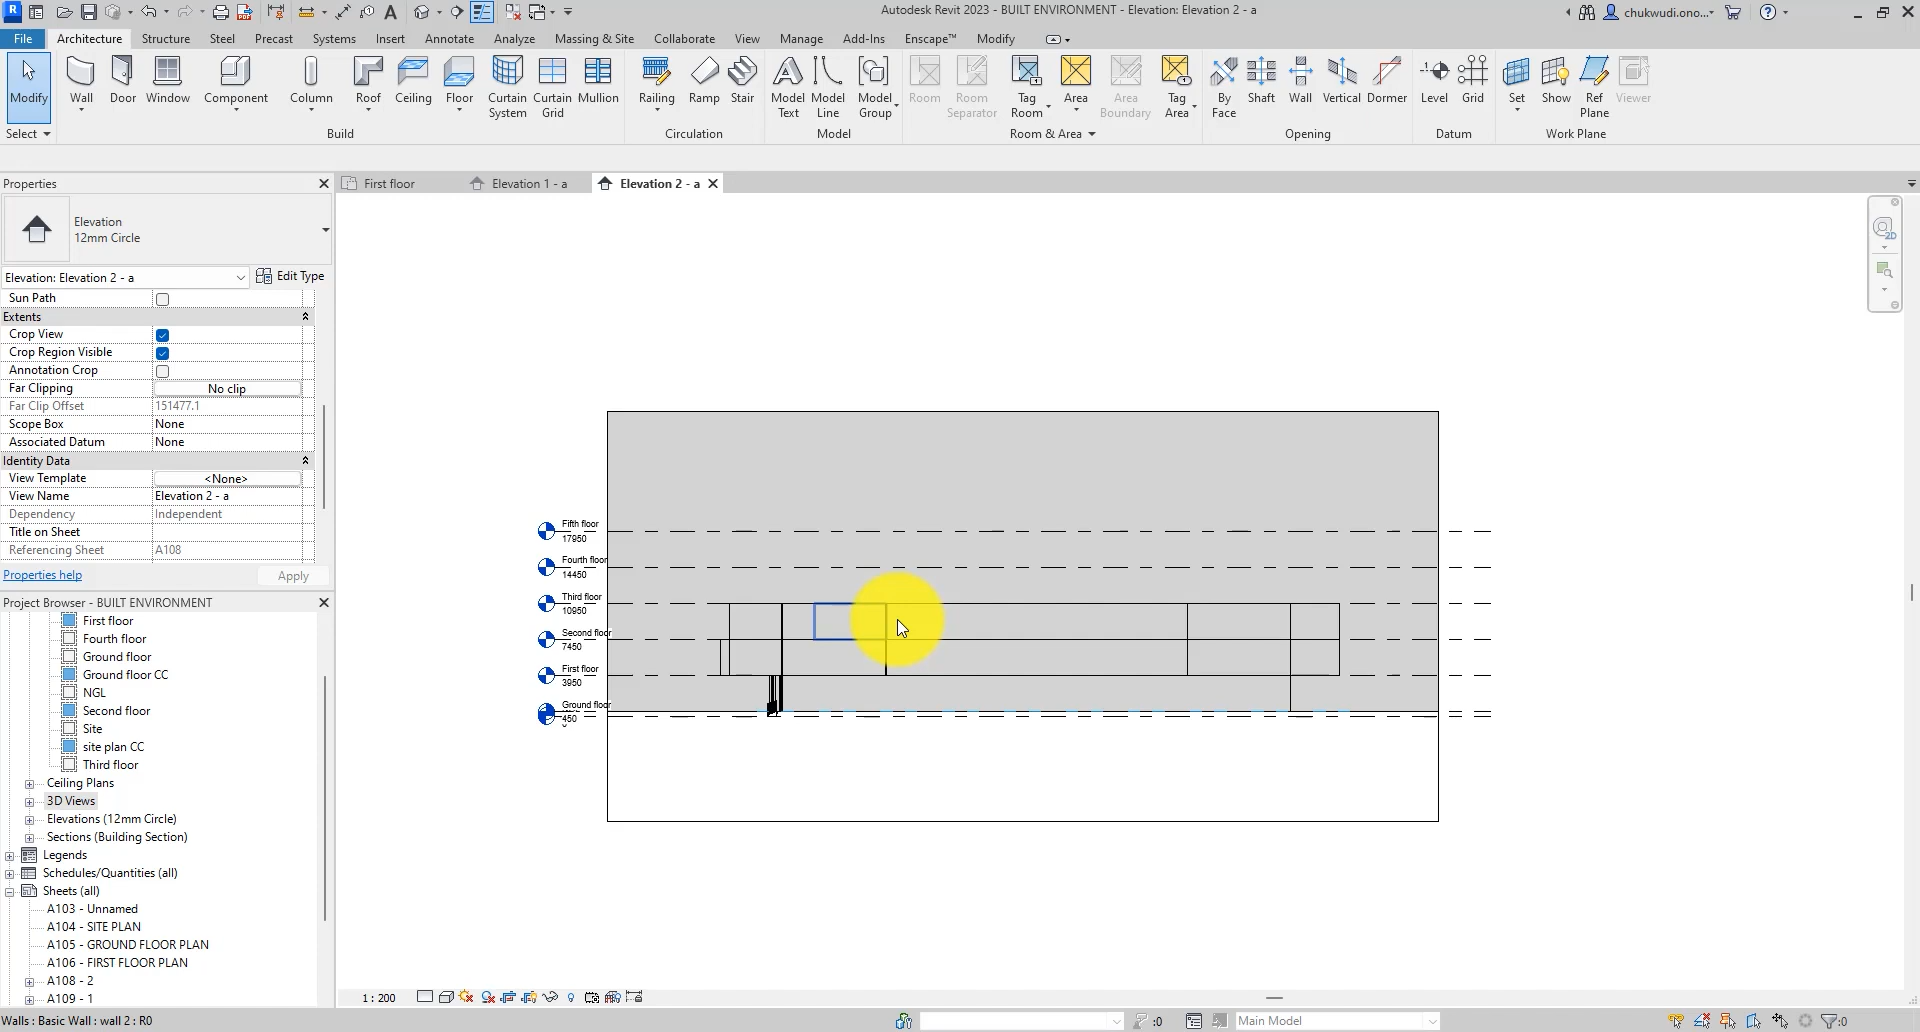 Autodesk Revit 2023 - BUILT ENVIRONMENT - Elevation: Elevation 2 - a
chukwudi.ono...
File Architecture Structure Steel Precast Systems Insert Annotate Analyze Massing & Site Collaborate View Manage Add-Ins Enscape™ Modify
Modify Wall Door Window Component Column Roof Ceiling Floor Curtain System Curtain Grid Mullion Railing Ramp Stair Model Text Model Line Model Group Room Room Separator Tag Room Area Area Boundary Tag Area By Face Shaft Wall Vertical Dormer Level Grid Set Show Ref Plane Viewer
Select Build Circulation Model Room & Area Opening Datum Work Plane
Properties
First floor
Elevation 1 - a
Elevation 2 - a
Elevation
12mm Circle
Elevation: Elevation 2 - a
Edit Type
Sun Path
Extents
Crop View
Crop Region Visible
Annotation Crop
Far Clipping No clip
Far Clip Offset 151477.1
Scope Box None
Associated Datum None
Identity Data
View Template <None>
View Name Elevation 2 - a
Dependency Independent
Title on Sheet
Referencing Sheet A108
Properties help
Apply
Project Browser - BUILT ENVIRONMENT
First floor
Fourth floor
Ground floor
Ground floor CC
NGL
Second floor
Site
site plan CC
Third floor
Ceiling Plans
3D Views
Elevations (12mm Circle)
Sections (Building Section)
Legends
Schedules/Quantities (all)
Sheets (all)
A103 - Unnamed
A104 - SITE PLAN
A105 - GROUND FLOOR PLAN
A106 - FIRST FLOOR PLAN
A108 - 2
A109 - 1
2D
Fifth floor
17950
Fourth floor
14450
Third floor
10950
Second floor
7450
First floor
3950
Ground floor
450
1 : 200
Walls : Basic Wall : wall 2 : R0
:0
Main Model
:0